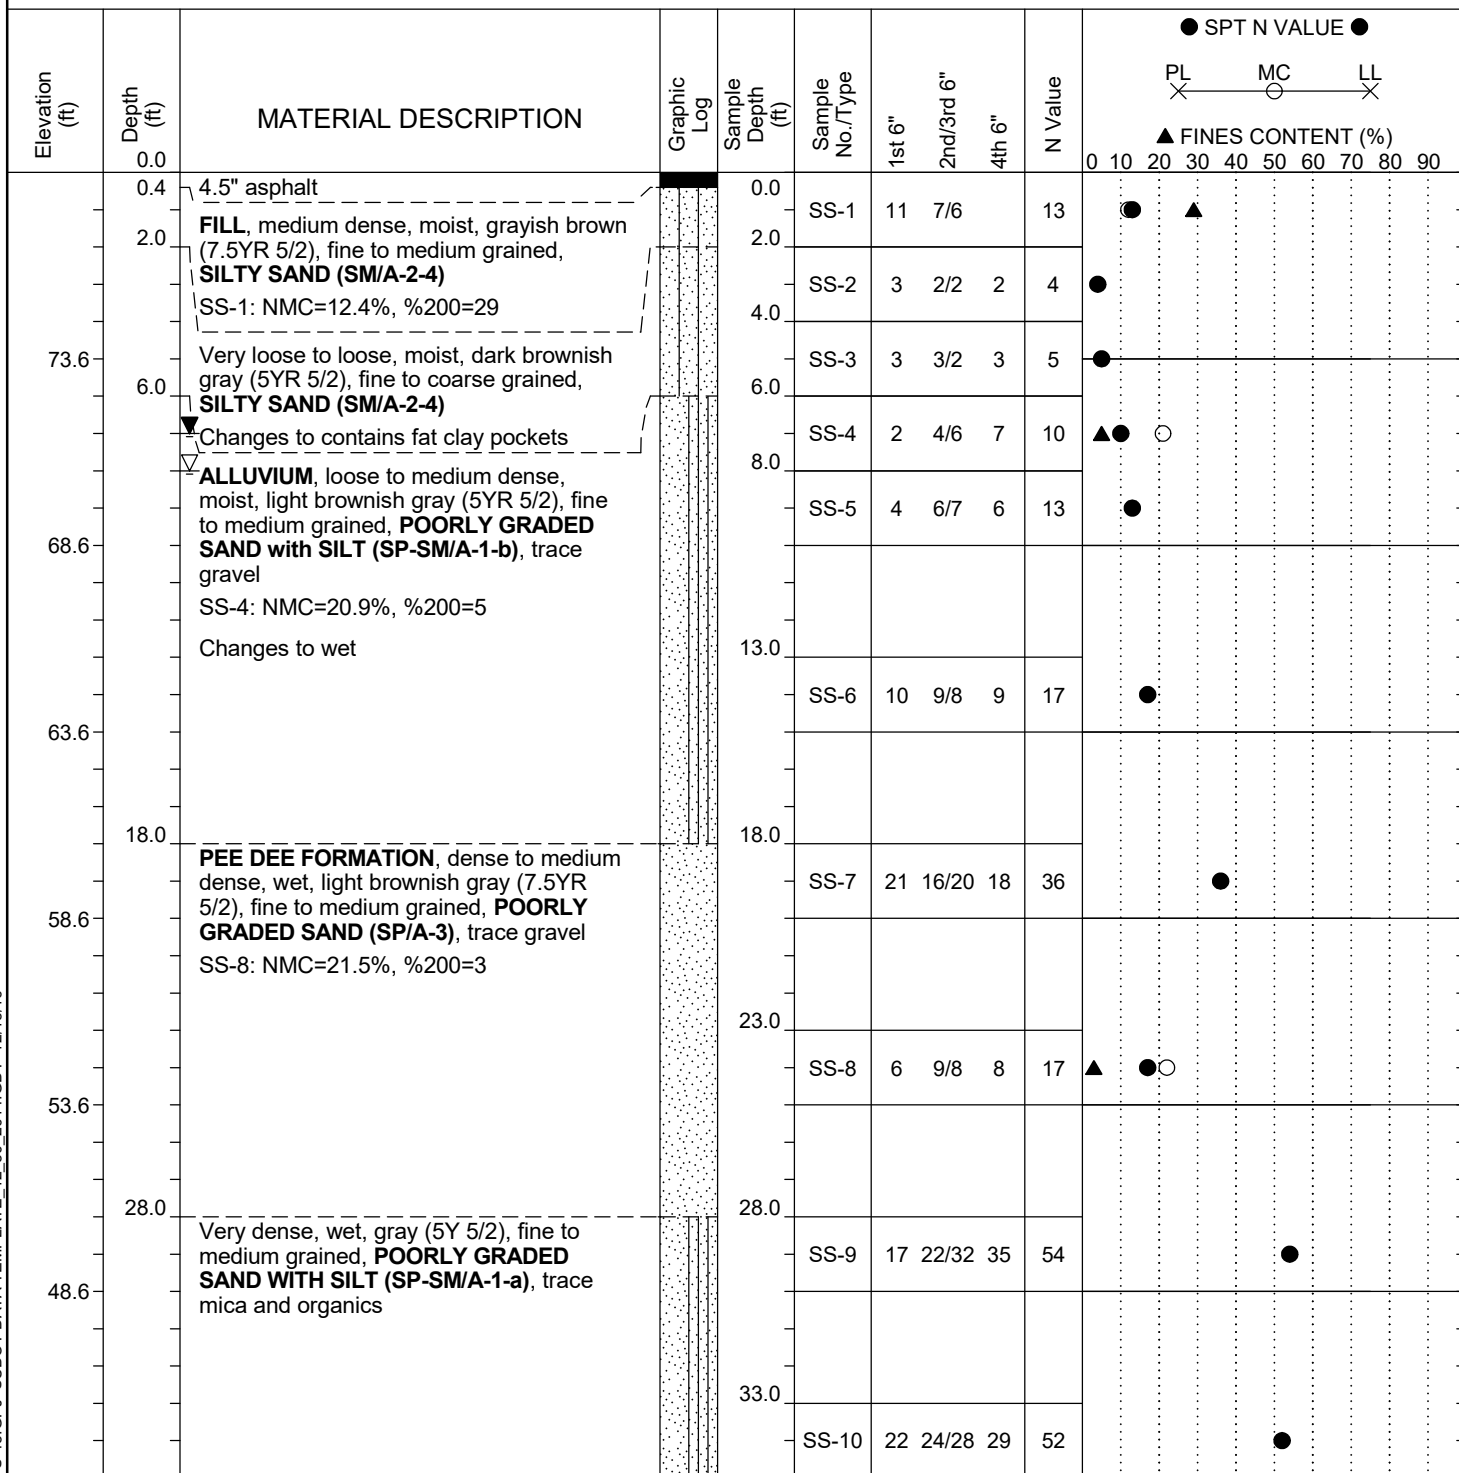 ● SPT N VALUE ●
PL MC LL
▲ FINES CONTENT (%)
0 10 20 30 40 50 60 70 80 90
Elevation (ft)
Depth (ft)
0.0
MATERIAL DESCRIPTION
Graphic Log
Sample Depth (ft)
Sample No./Type
1st 6"
2nd/3rd 6"
4th 6"
N Value
0.4 4.5" asphalt
FILL, medium dense, moist, grayish brown
2.0 (7.5YR 5/2), fine to medium grained,
SILTY SAND (SM/A-2-4)
SS-1: NMC=12.4%, %200=29
73.6 Very loose to loose, moist, dark brownish
6.0 gray (5YR 5/2), fine to coarse grained,
SILTY SAND (SM/A-2-4)
Changes to contains fat clay pockets
ALLUVIUM, loose to medium dense,
moist, light brownish gray (5YR 5/2), fine
to medium grained, POORLY GRADED
68.6 SAND with SILT (SP-SM/A-1-b), trace
gravel
SS-4: NMC=20.9%, %200=5
Changes to wet
63.6
18.0
PEE DEE FORMATION, dense to medium
dense, wet, light brownish gray (7.5YR
58.6 5/2), fine to medium grained, POORLY
GRADED SAND (SP/A-3), trace gravel
SS-8: NMC=21.5%, %200=3
53.6
28.0
Very dense, wet, gray (5Y 5/2), fine to
medium grained, POORLY GRADED
48.6 SAND WITH SILT (SP-SM/A-1-a), trace
mica and organics
0.0
SS-1 11 7/6 13
2.0
SS-2 3 2/2 2 4
4.0
SS-3 3 3/2 3 5
6.0
SS-4 2 4/6 7 10
8.0
SS-5 4 6/7 6 13
13.0
SS-6 10 9/8 9 17
18.0
SS-7 21 16/20 18 36
23.0
SS-8 6 9/8 8 17
28.0
SS-9 17 22/32 35 54
33.0
SS-10 22 24/28 29 52